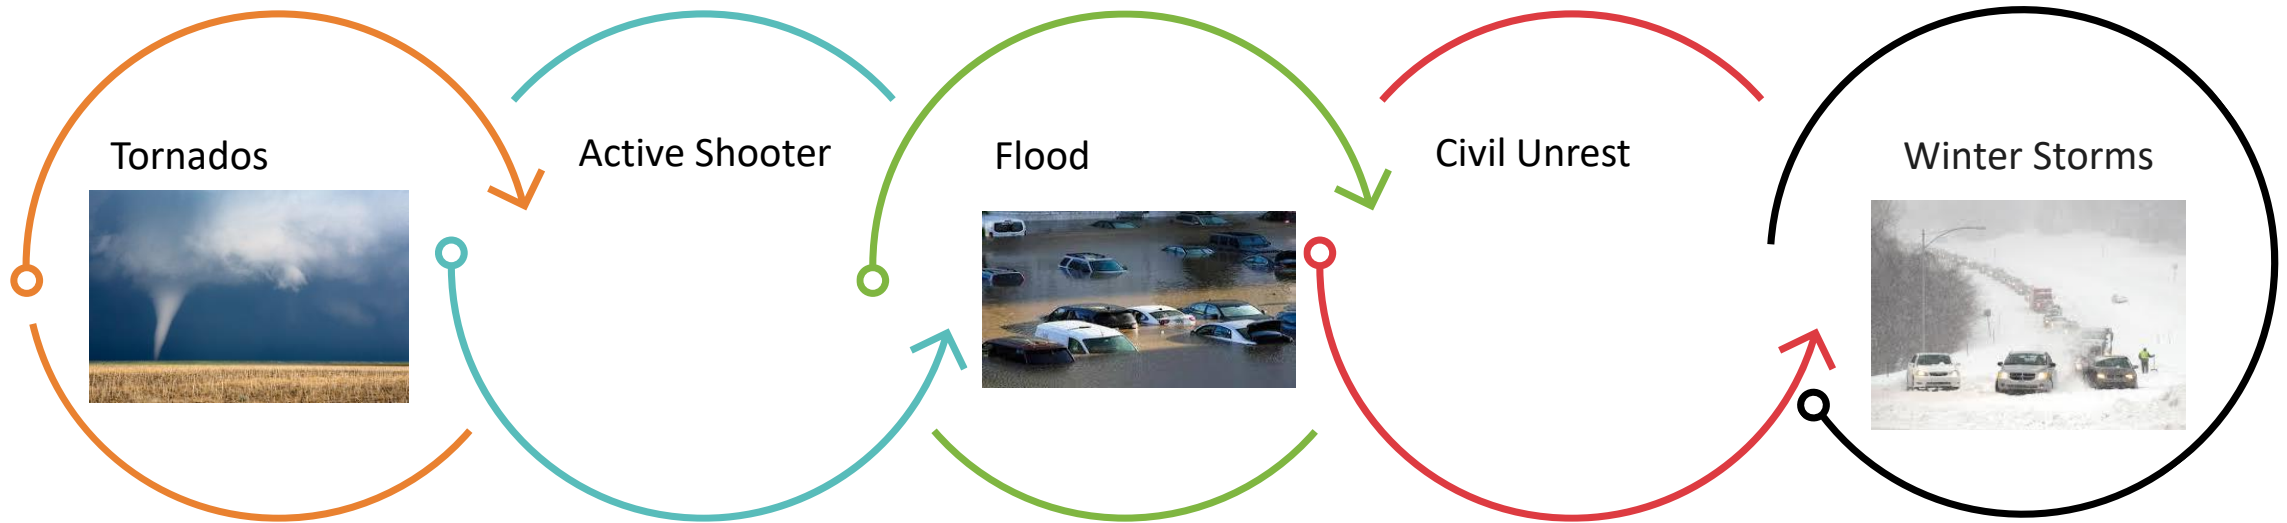 Tornados
Active Shooter
Flood
Civil Unrest
Winter Storms